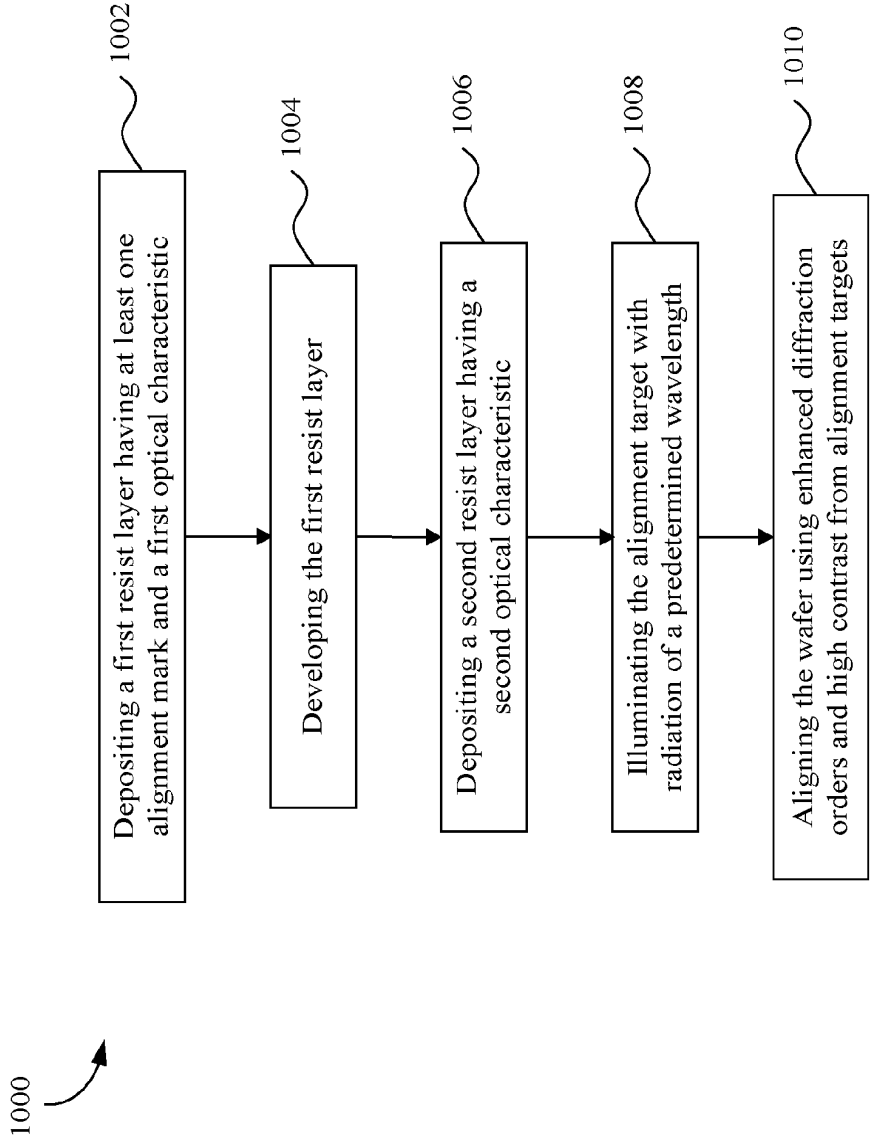 1000
Depositing a first resist layer having at least one
alignment mark and a first optical characteristic
1002
Developing the first resist layer
1004
Depositing a second resist layer having a
second optical characteristic
1006
Illuminating the alignment target with
radiation of a predetermined wavelength
1008
Aligning the wafer using enhanced diffraction
orders and high contrast from alignment targets
1010